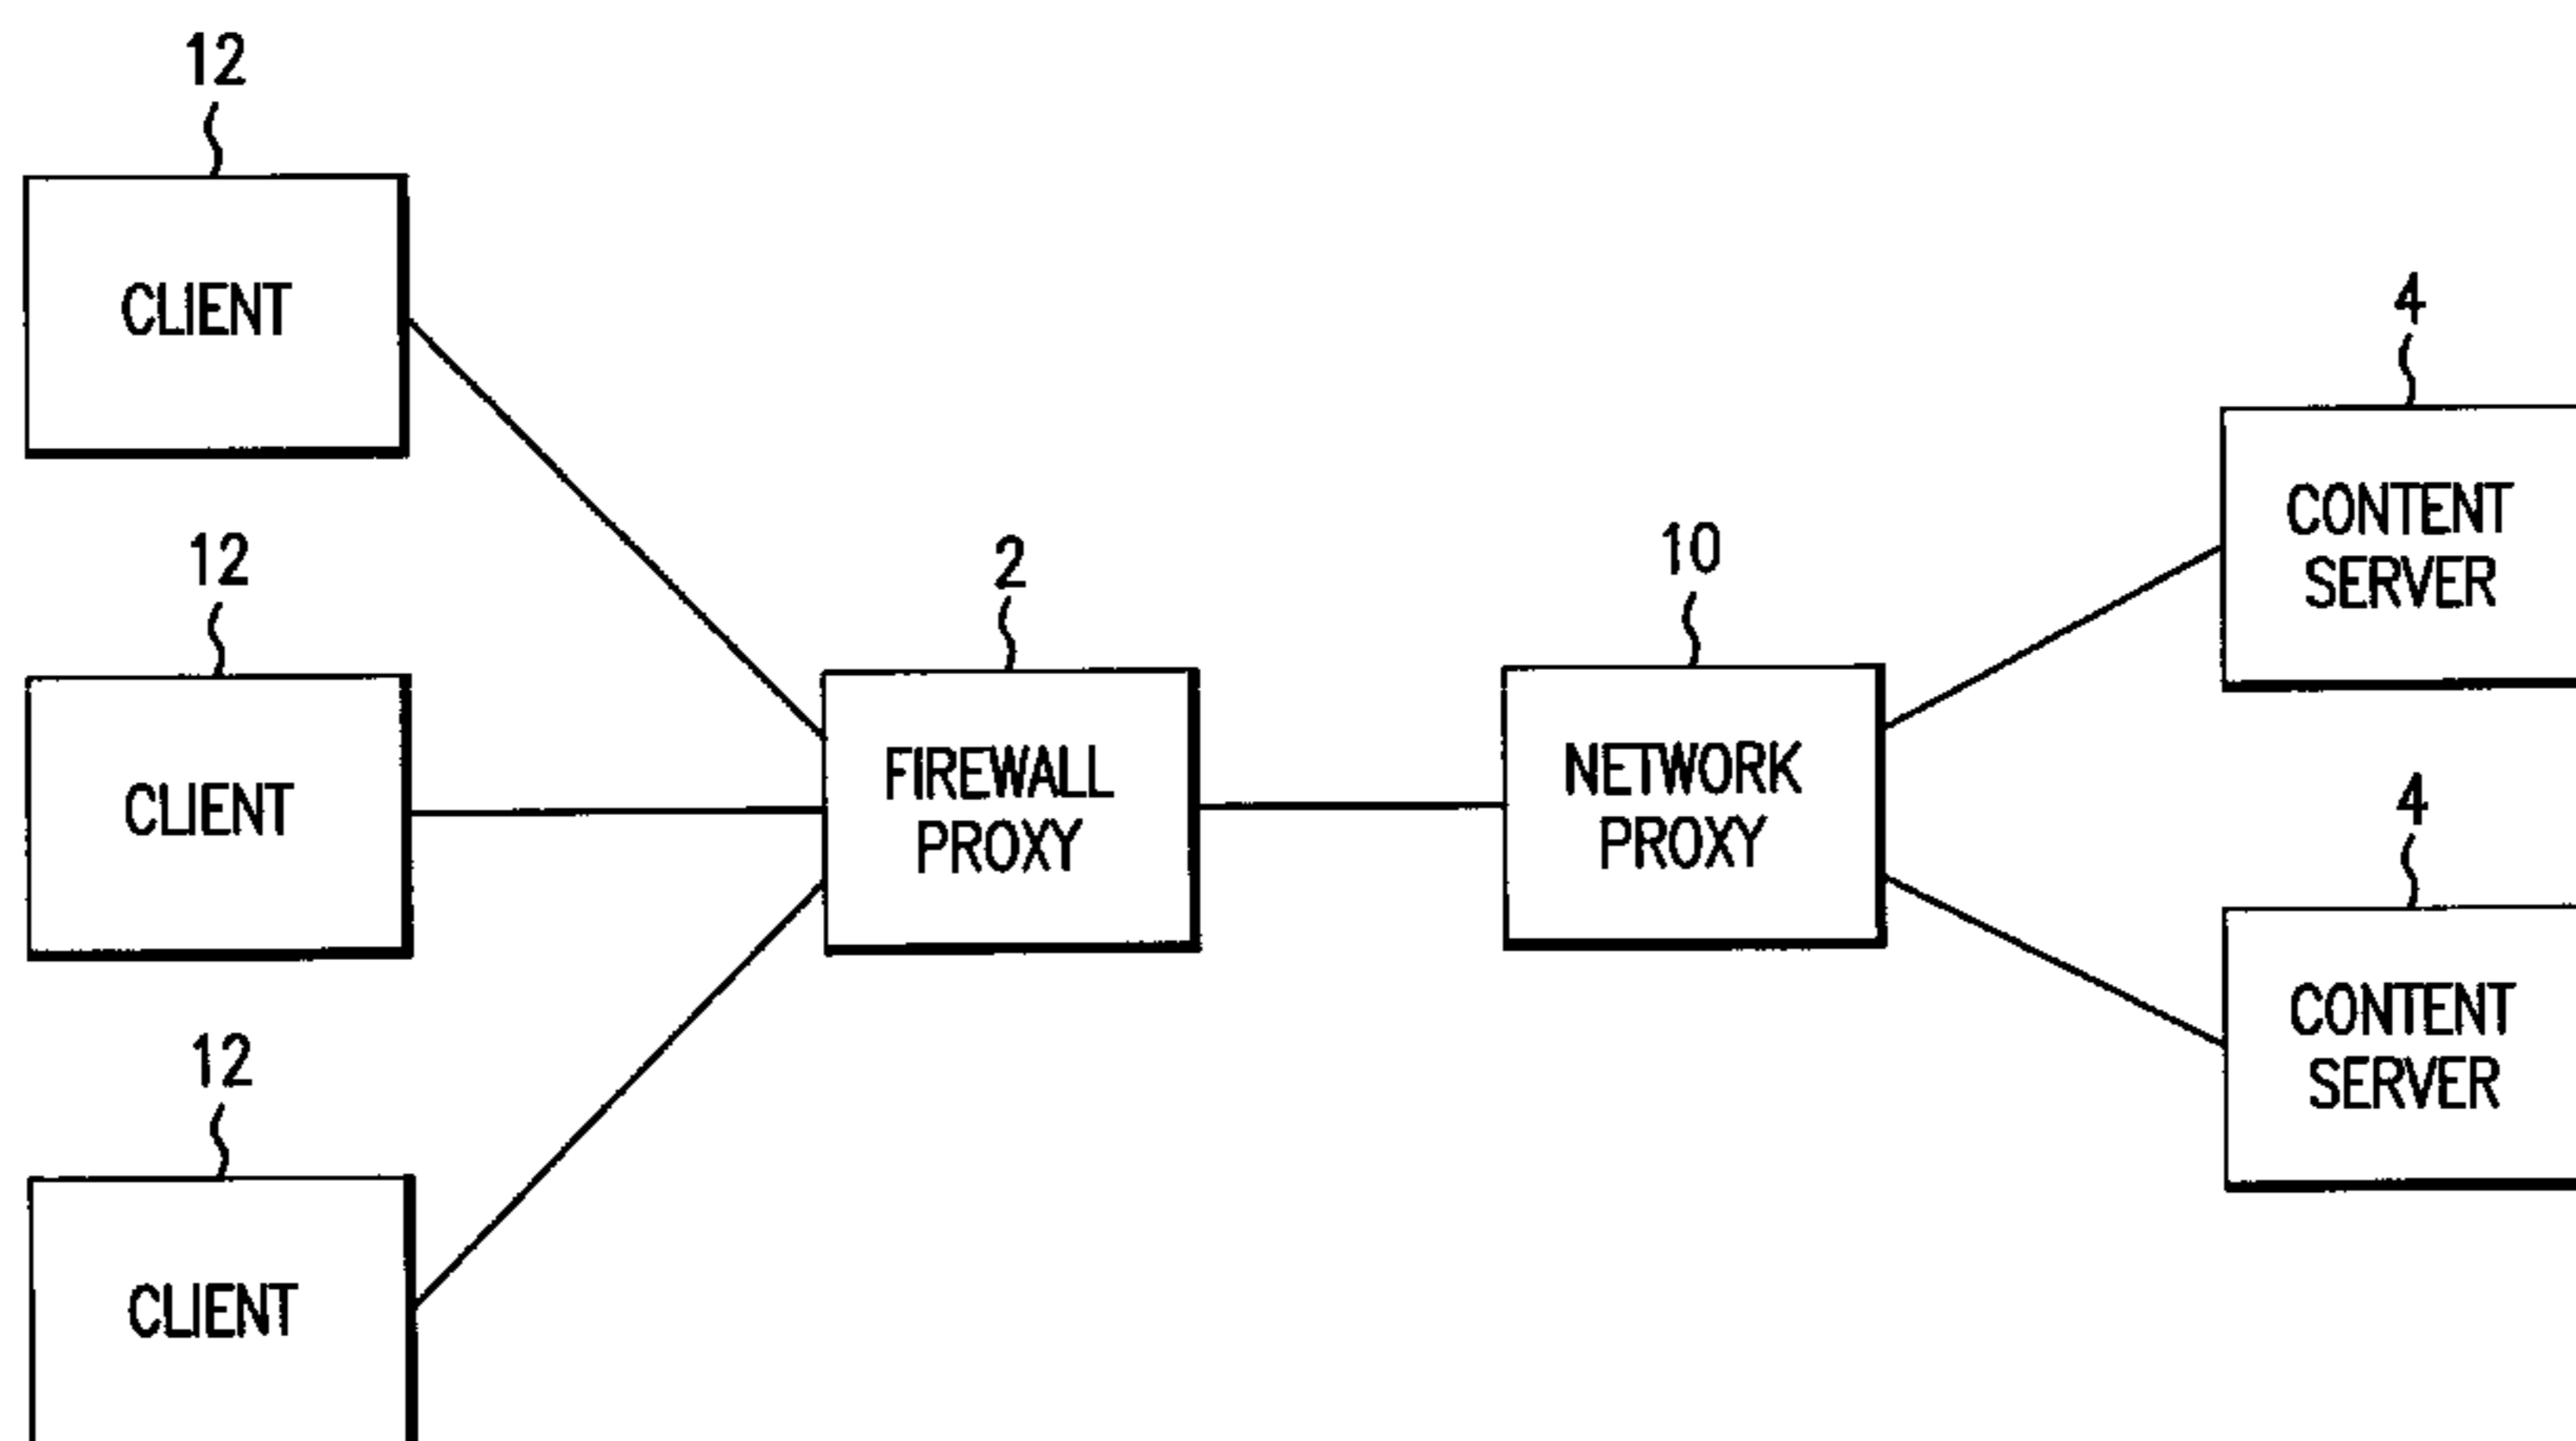 12
CLIENT
12
CLIENT
12
CLIENT
2
FIREWALL
PROXY
10
NETWORK
PROXY
4
CONTENT
SERVER
4
CONTENT
SERVER